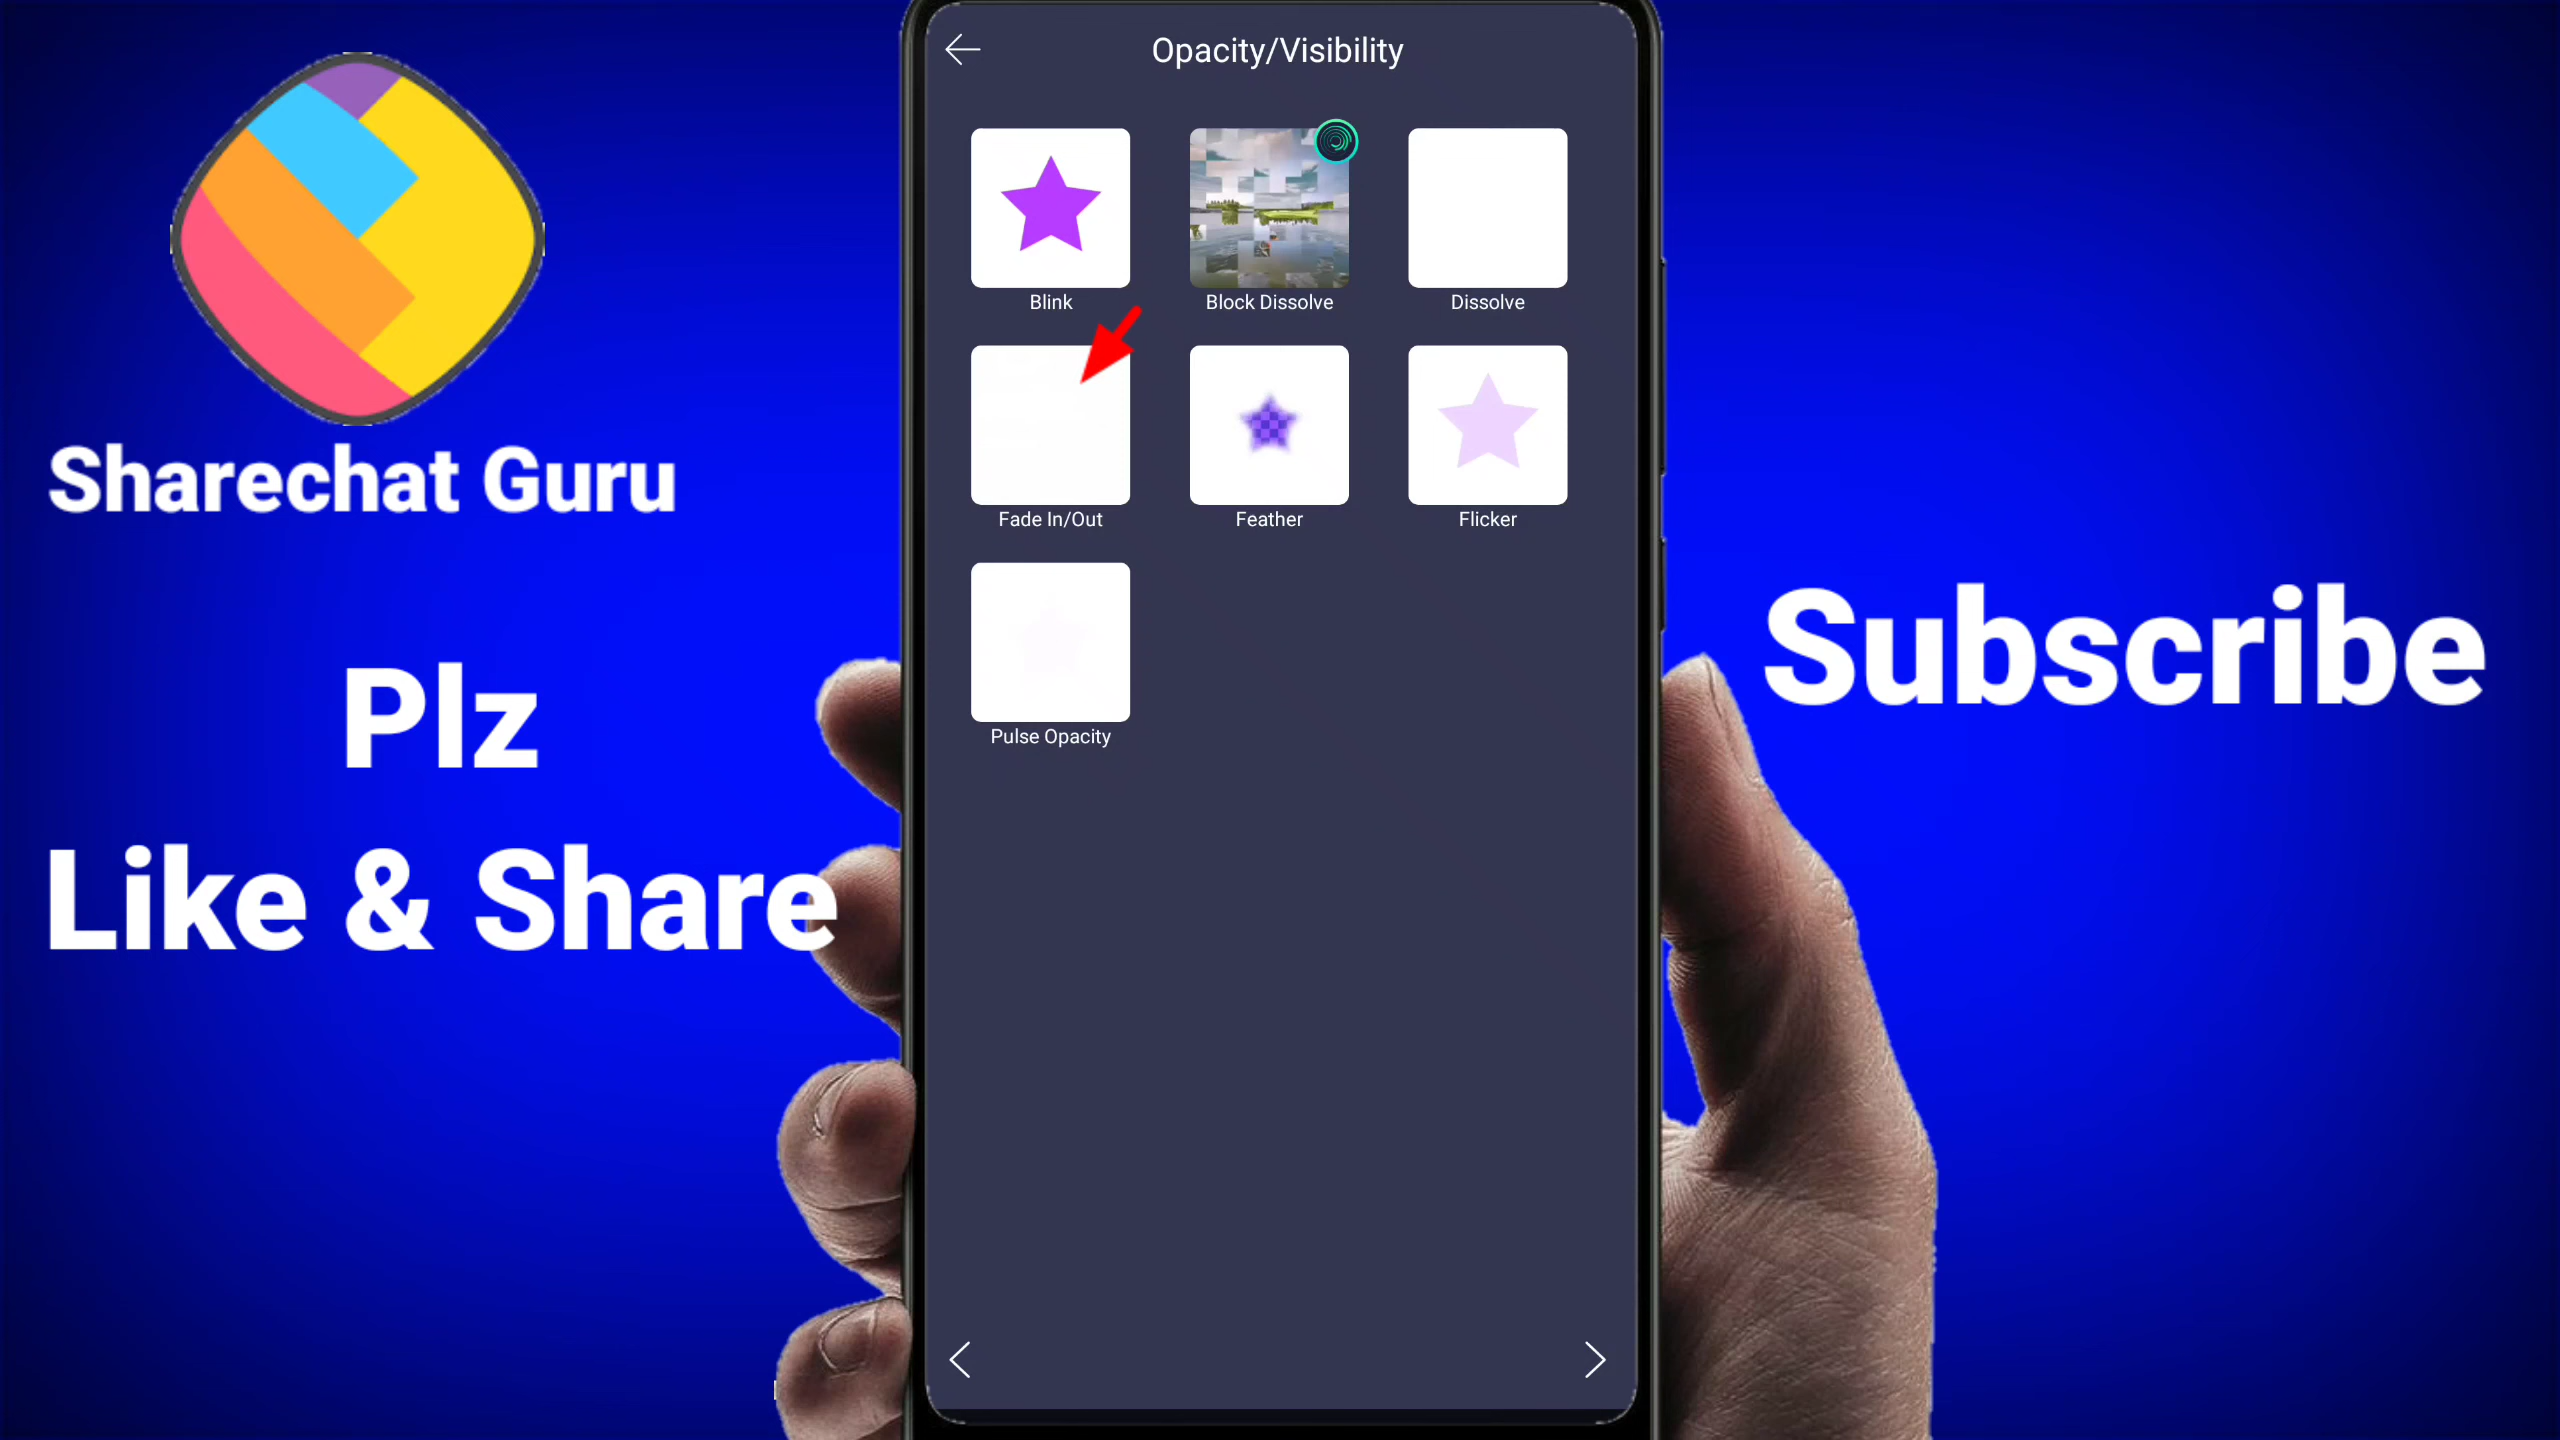 Opacity/Visibility
Blink
Block Dissolve
Dissolve
Fade In/Out
Feather
Flicker
Pulse Opacity
Sharechat Guru
Plz
Like & Share
Subscribe